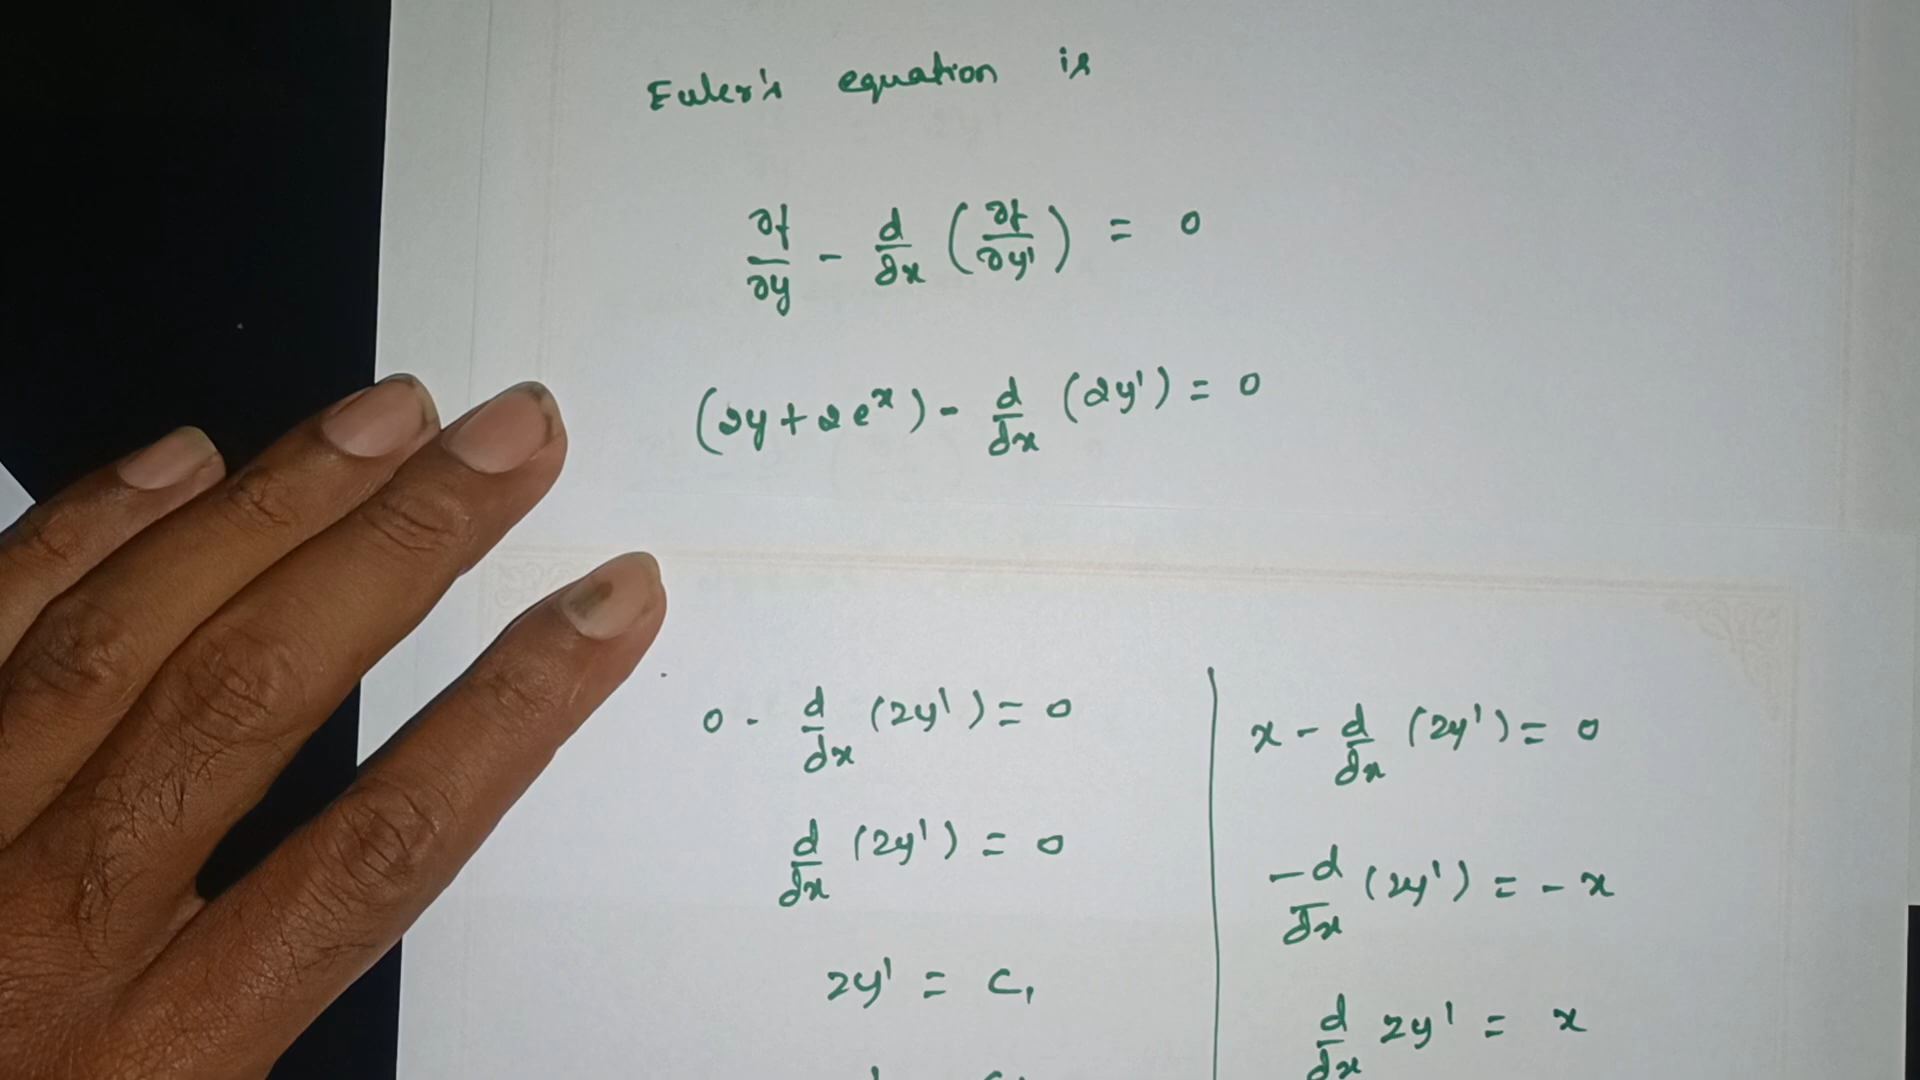 Euler's equation is
∂f/∂y - d/dx (∂f/∂y') = 0
(2y + 2e^x) - d/dx (2y') = 0
0 - d/dx (2y') = 0
d/dx (2y') = 0
2y' = C₁
x - d/dx (2y') = 0
-d/dx (2y') = -x
d/dx 2y' = x